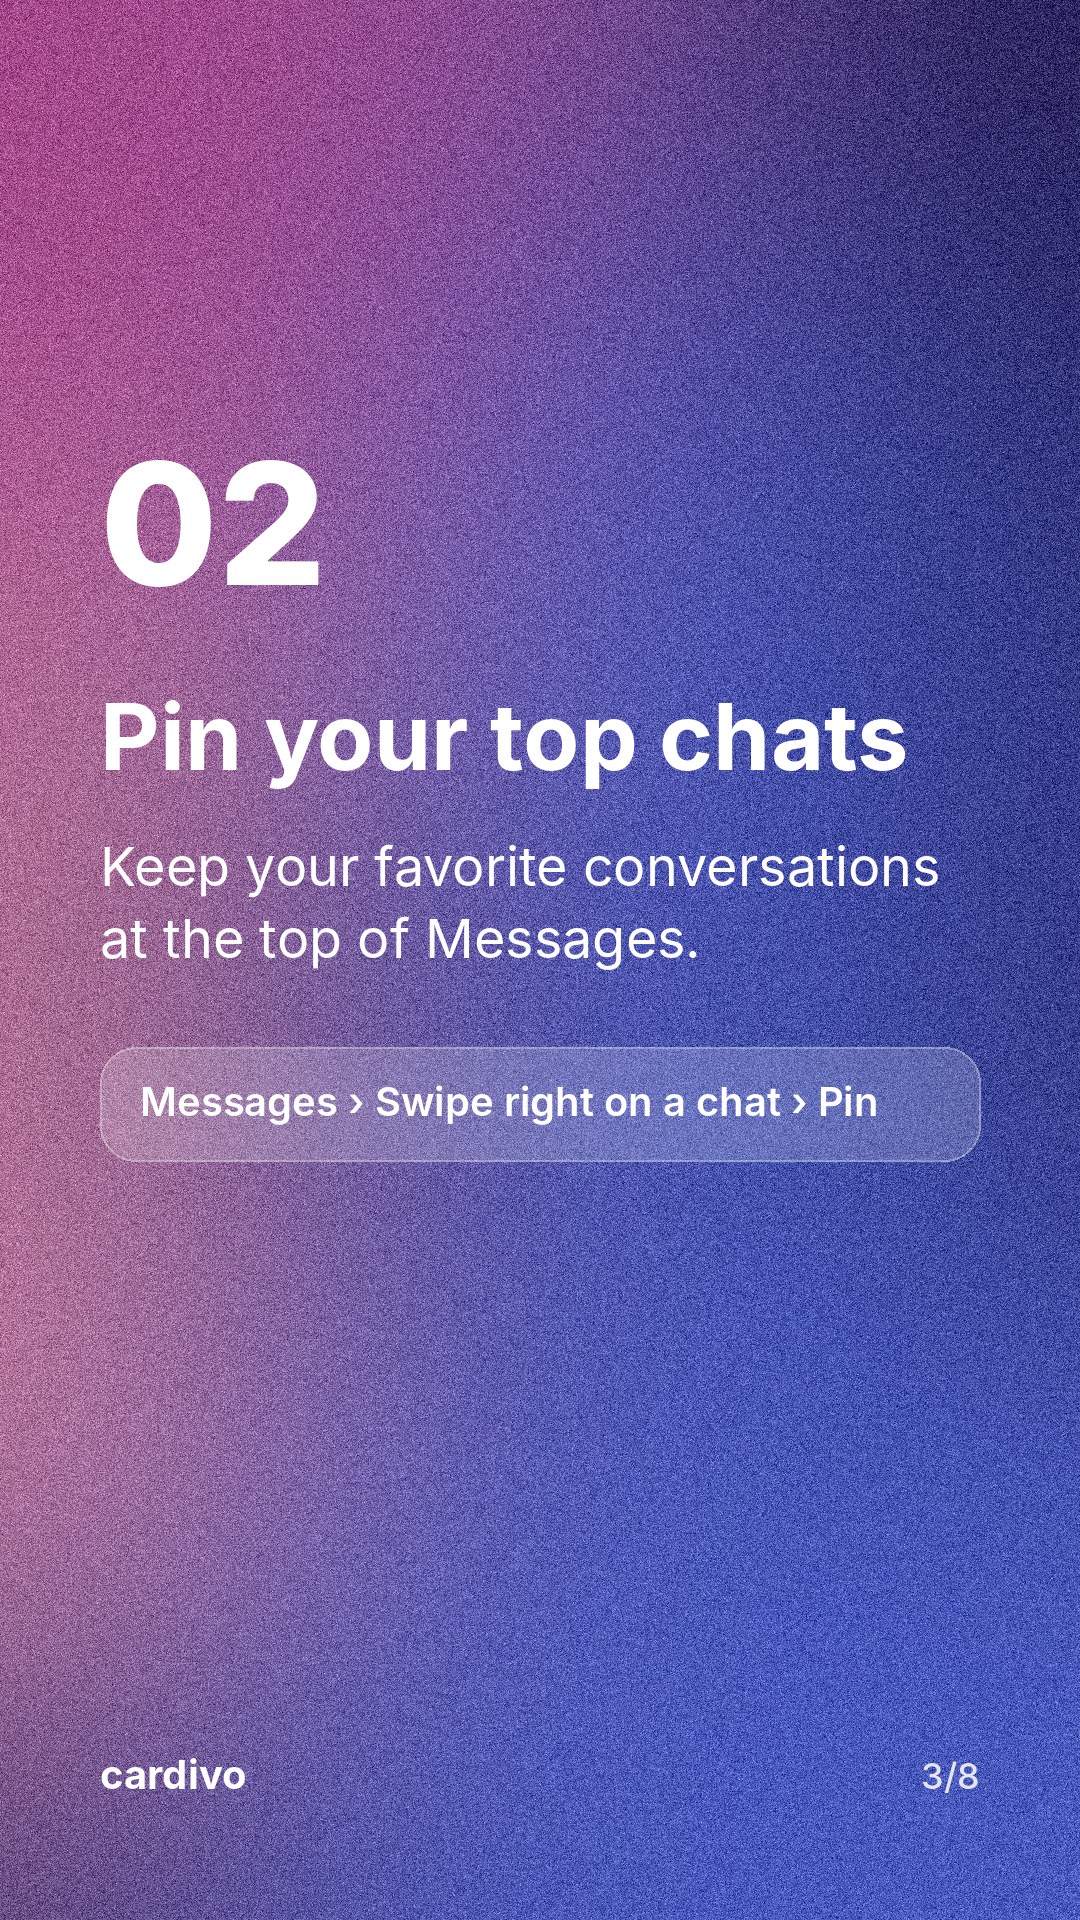 02
Pin your top chats
Keep your favorite conversations
at the top of Messages.
Messages › Swipe right on a chat › Pin
cardivo
3/8